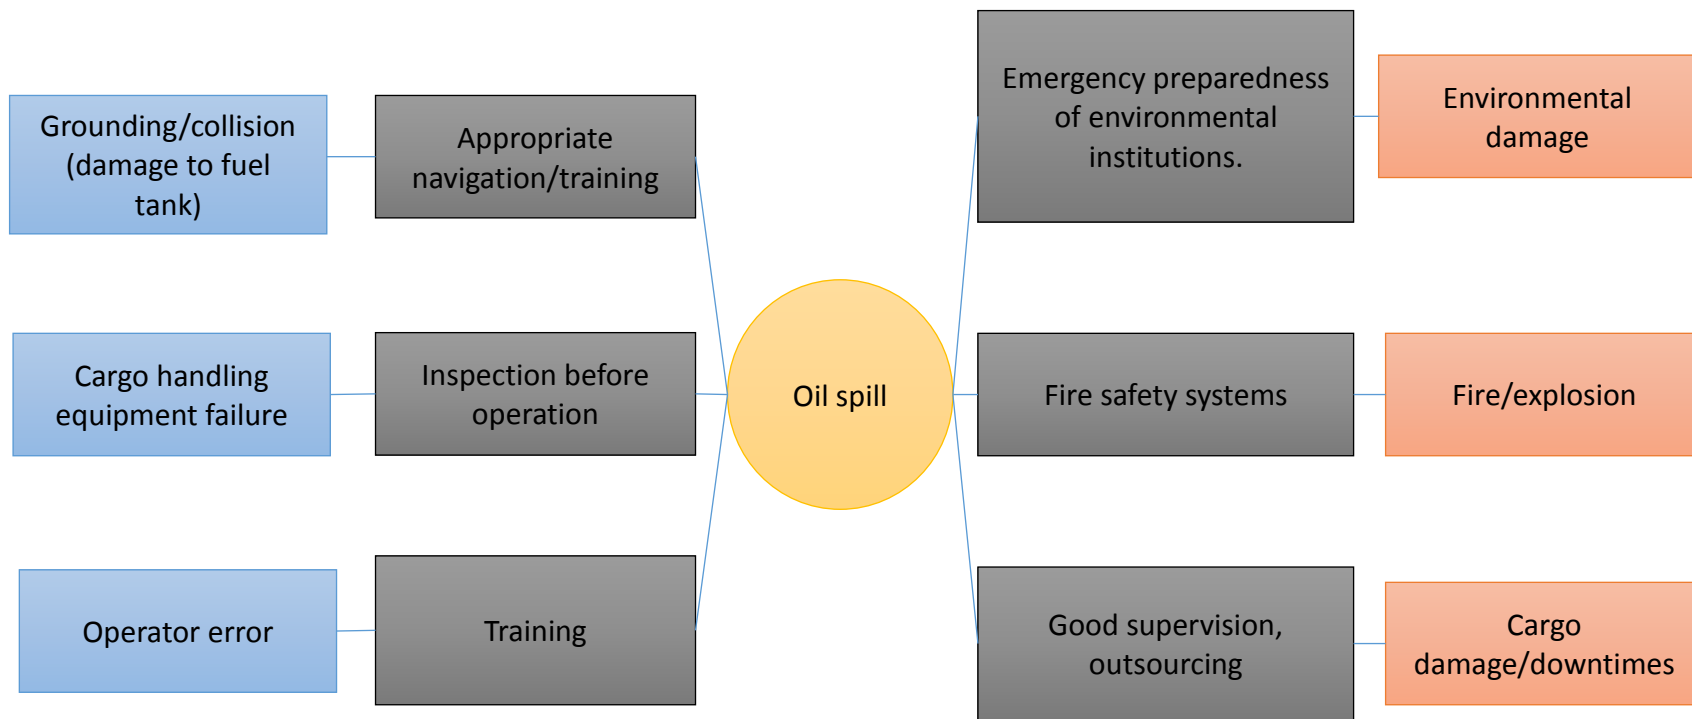 Grounding/collision
(damage to fuel
tank)
Appropriate
navigation/training
Cargo handling
equipment failure
Inspection before
operation
Operator error
Training
Oil spill
Emergency preparedness
of environmental
institutions.
Environmental
damage
Fire safety systems
Fire/explosion
Good supervision,
outsourcing
Cargo
damage/downtimes